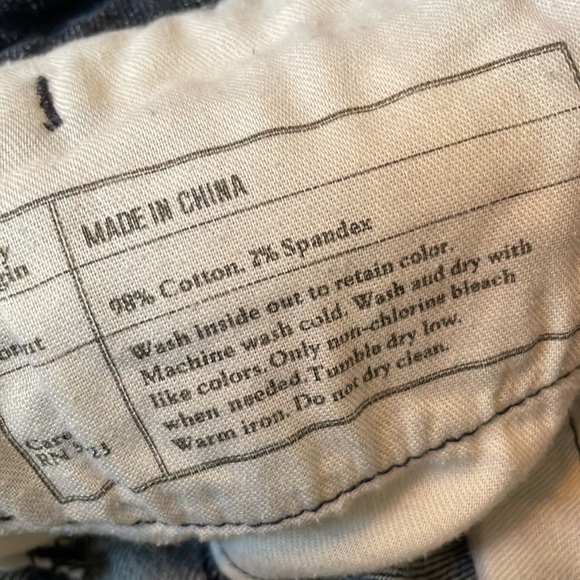 MADE IN CHINA
98% Cotton. 2% Spandex
Wash inside out to retain color.
Machine wash cold. Wash and dry with
like colors. Only non-chlorine bleach
when needed. Tumble dry low.
Warm iron. Do not dry clean.
Care